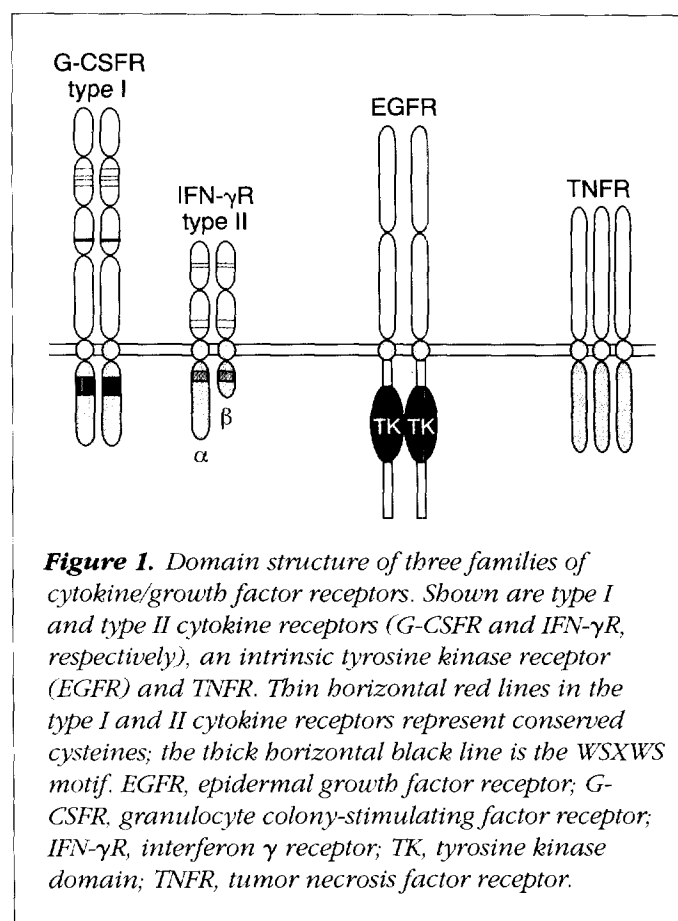 G-CSFR
type I
IFN-γR
type II
EGFR
TNFR
TK TK
β
α
Figure 1. Domain structure of three families of
cytokine/growth factor receptors. Shown are type I
and type II cytokine receptors (G-CSFR and IFN-γR,
respectively), an intrinsic tyrosine kinase receptor
(EGFR) and TNFR. Thin horizontal red lines in the
type I and II cytokine receptors represent conserved
cysteines; the thick horizontal black line is the WSXWS
motif. EGFR, epidermal growth factor receptor; G-
CSFR, granulocyte colony-stimulating factor receptor;
IFN-γR, interferon γ receptor; TK, tyrosine kinase
domain; TNFR, tumor necrosis factor receptor.